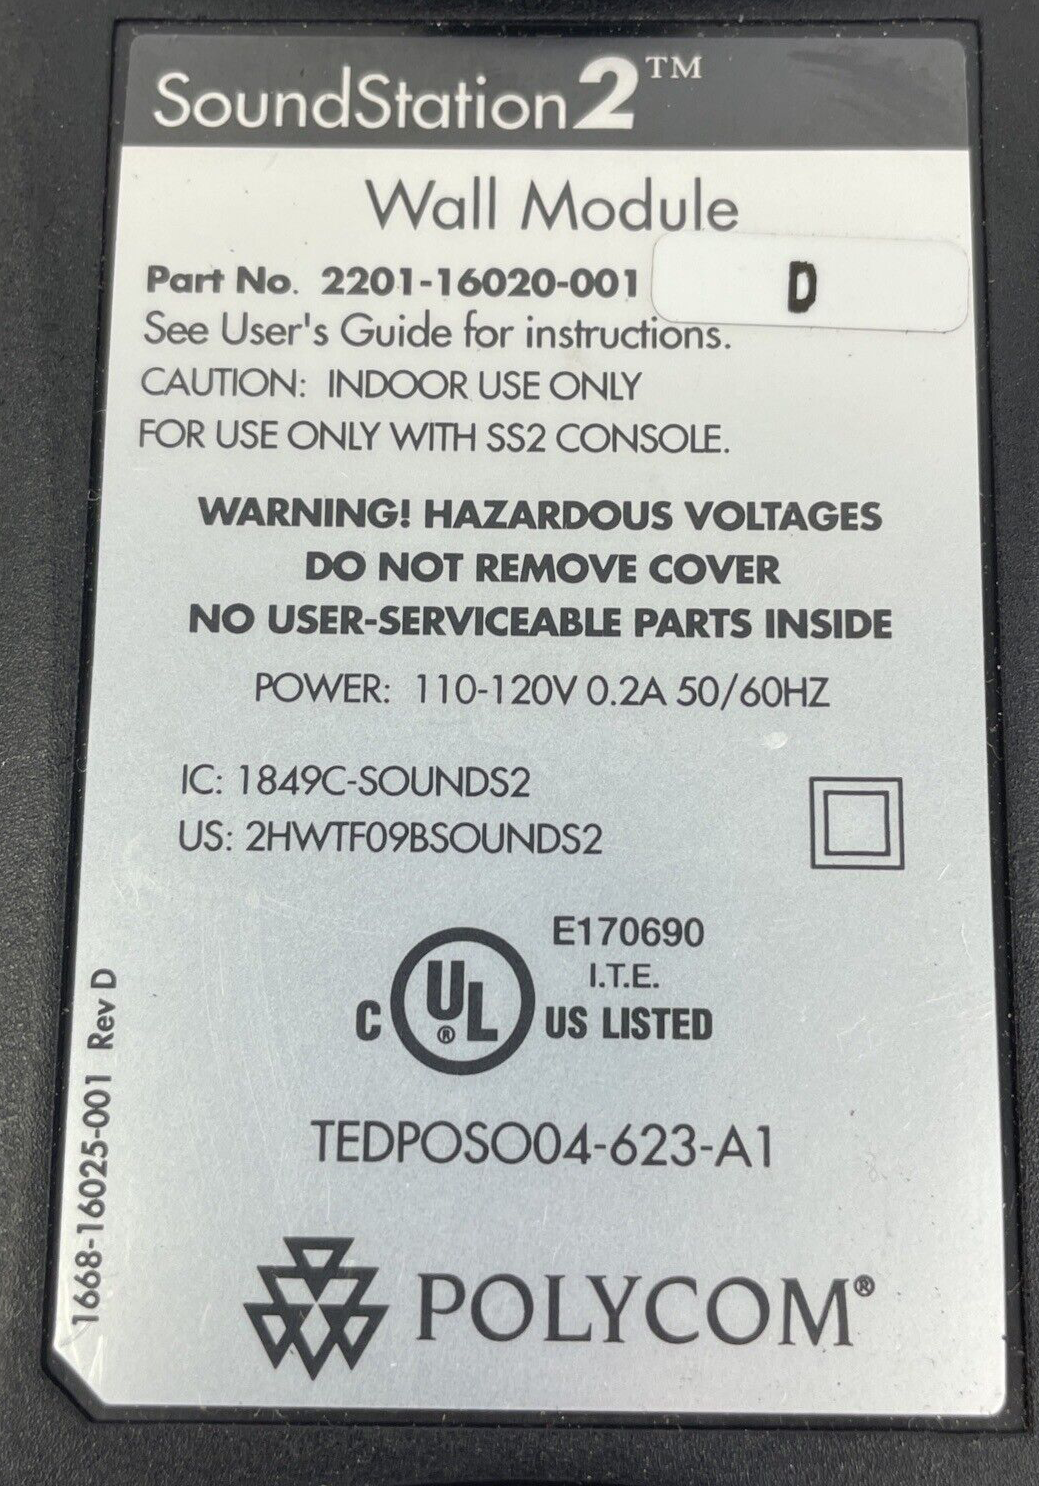 SoundStation2™
Wall Module
Part No. 2201-16020-001
D
See User's Guide for instructions.
CAUTION: INDOOR USE ONLY
FOR USE ONLY WITH SS2 CONSOLE.
WARNING! HAZARDOUS VOLTAGES
DO NOT REMOVE COVER
NO USER-SERVICEABLE PARTS INSIDE
POWER: 110-120V 0.2A 50/60HZ
IC: 1849C-SOUNDS2
US: 2HWTF09BSOUNDS2
E170690
I.T.E.
C UL® US LISTED
TEDPOSO04-623-A1
POLYCOM®
1668-16025-001 Rev D